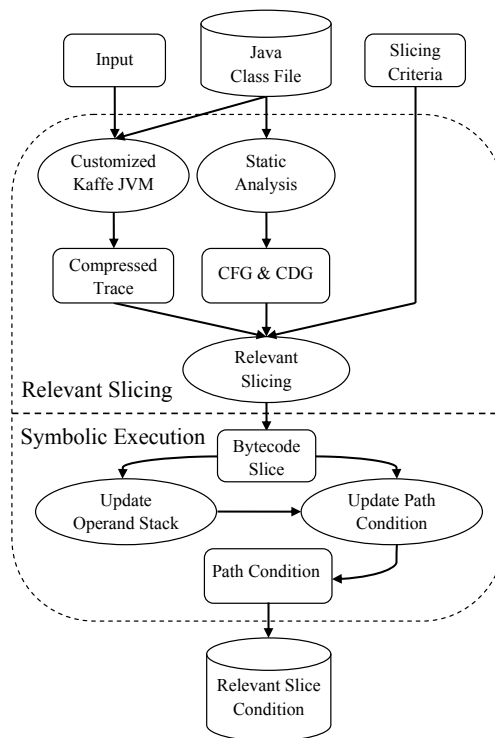 Input
Java
Class File
Slicing
Criteria
Customized
Kaffe JVM
Static
Analysis
Compressed
Trace
CFG & CDG
Relevant
Slicing
Relevant Slicing
Symbolic Execution
Bytecode
Slice
Update
Operand Stack
Update Path
Condition
Path Condition
Relevant Slice
Condition